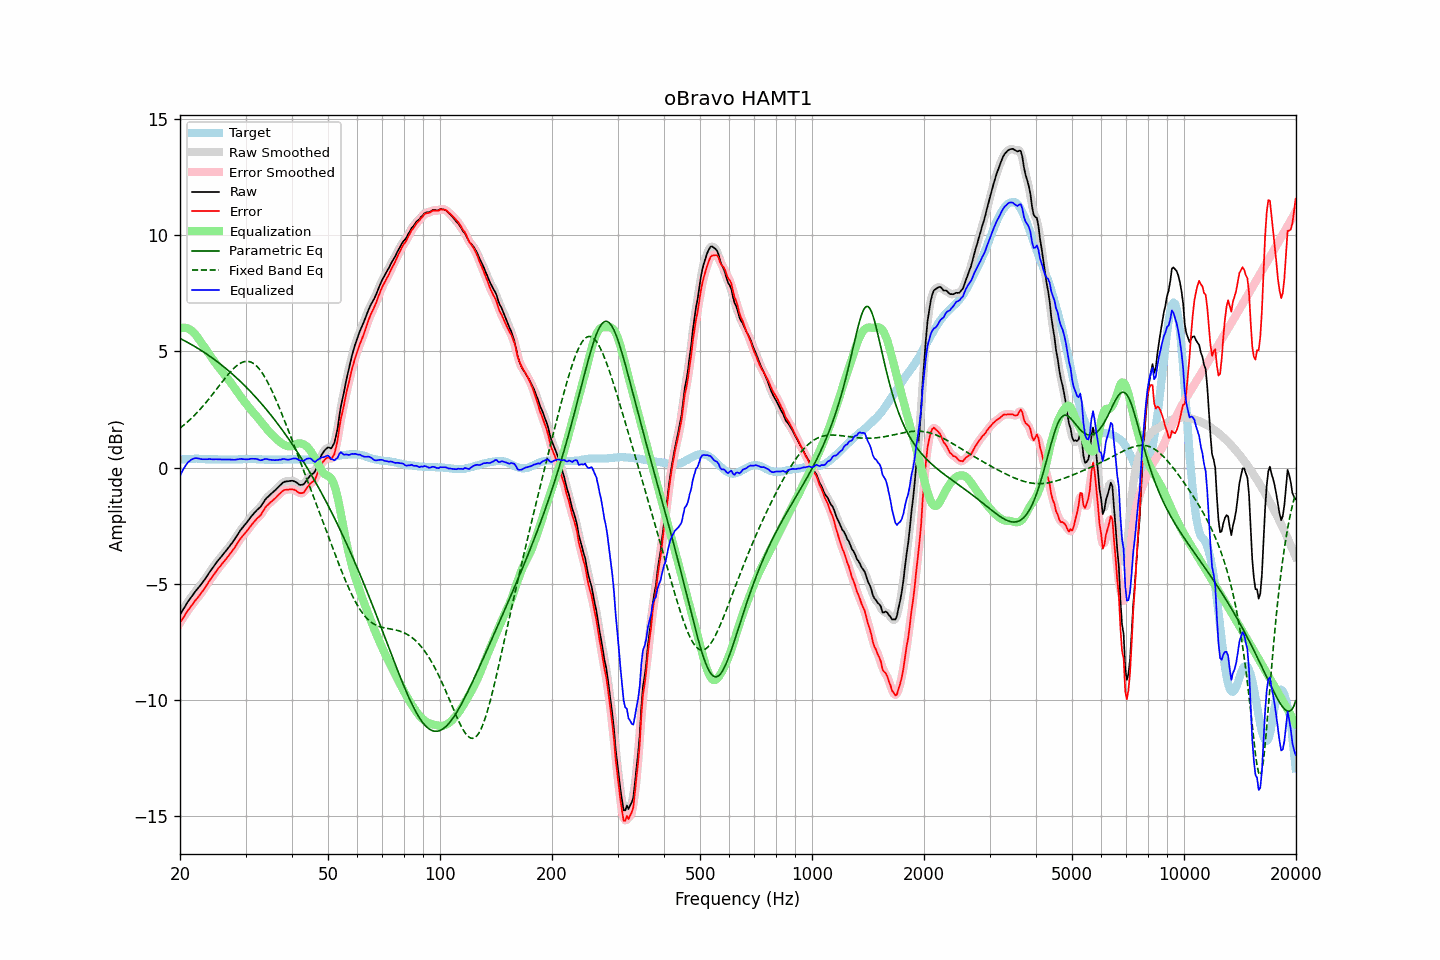 oBravo HAMT1
Target
Raw Smoothed
Error Smoothed
Raw
Error
Equalization
Parametric Eq
Fixed Band Eq
Equalized
15
10
5
0
−5
−10
−15
Amplitude (dBr)
20
50
100
200
500
1000
2000
5000
10000
20000
Frequency (Hz)